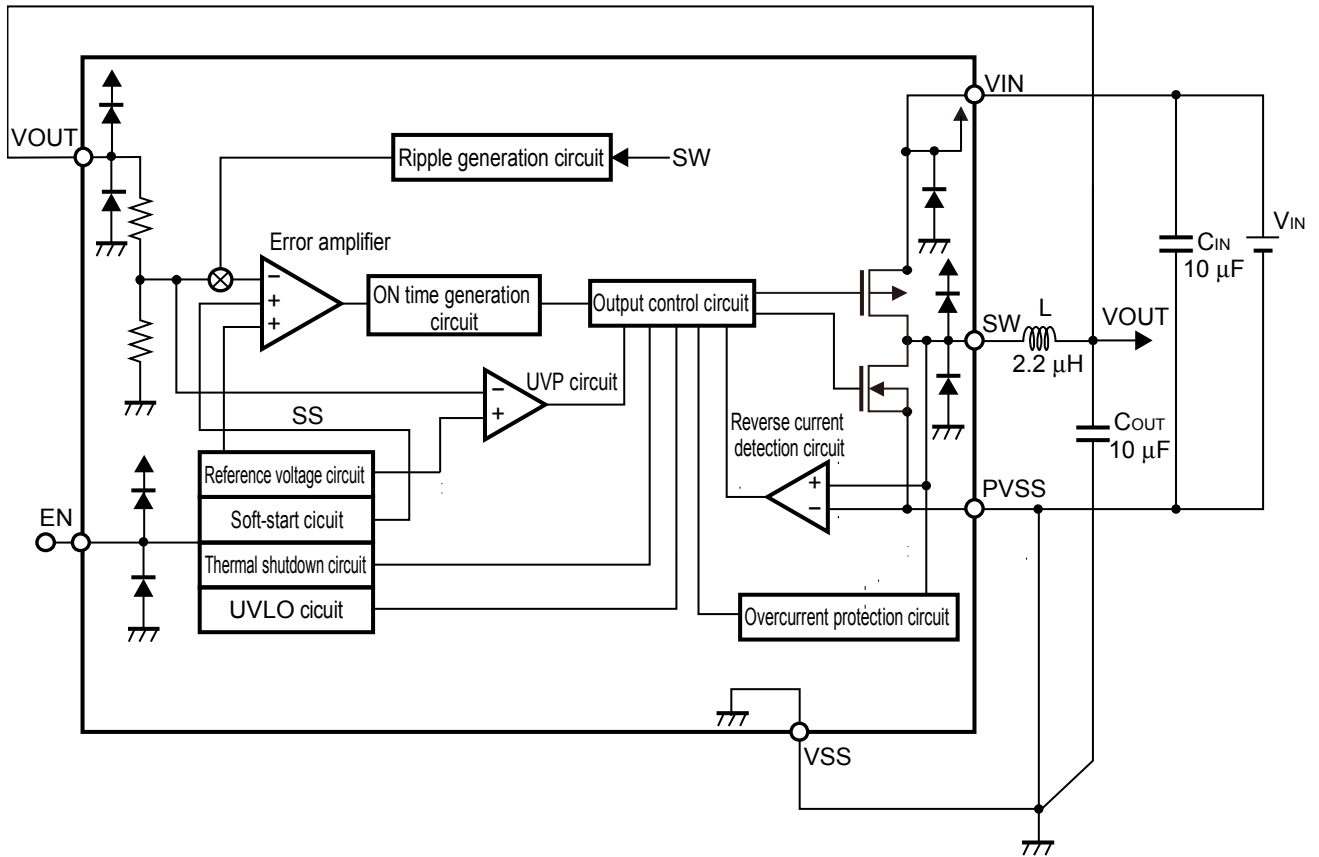 VIN
VOUT
Ripple generation circuit
SW
Error amplifier
VIN
CIN
10 μF
−
+
+
ON time generation
circuit
Output control circuit
SW
L
2.2 μH
VOUT
UVP circuit
−
+
SS
COUT
10 μF
Reverse current
detection circuit
+
−
PVSS
Reference voltage circuit
Soft-start cicuit
EN
Thermal shutdown circuit
UVLO cicuit
Overcurrent protection circuit
VSS